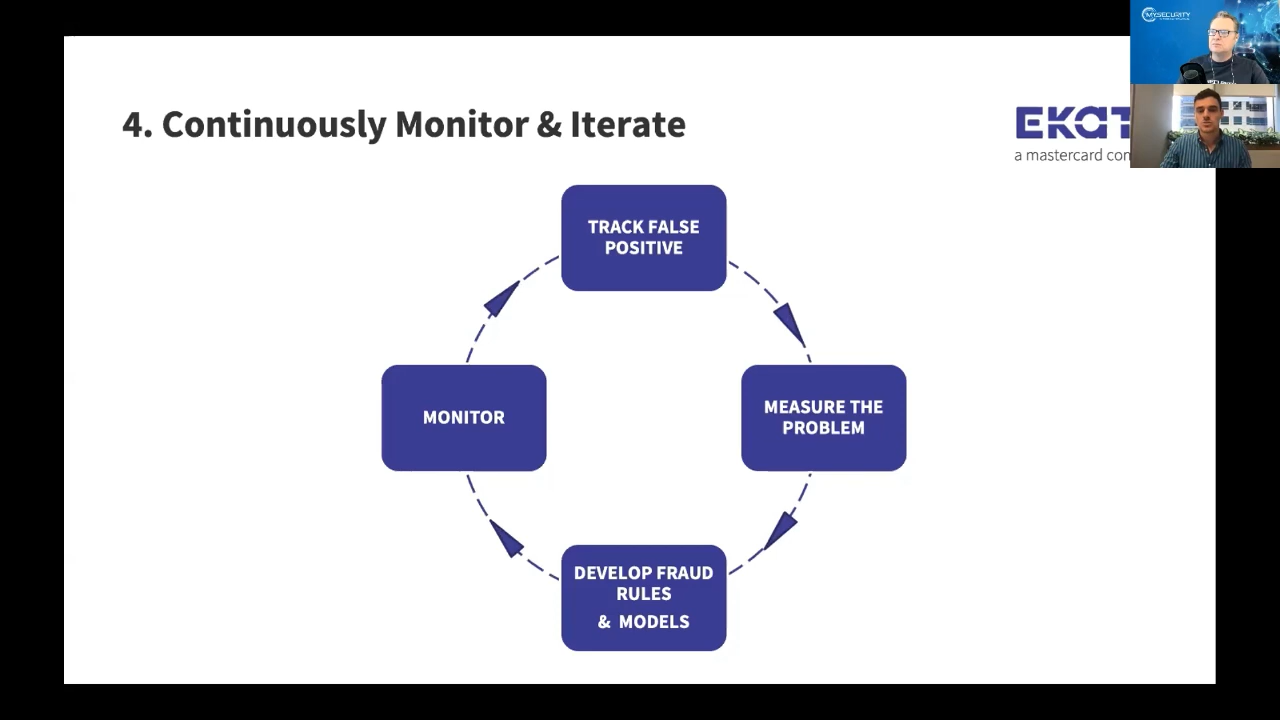 4. Continuously Monitor & Iterate
EKAT
a mastercard con
MYSECURITY
TRACK FALSE
POSITIVE
MEASURE THE
PROBLEM
MONITOR
DEVELOP FRAUD
RULES
& MODELS